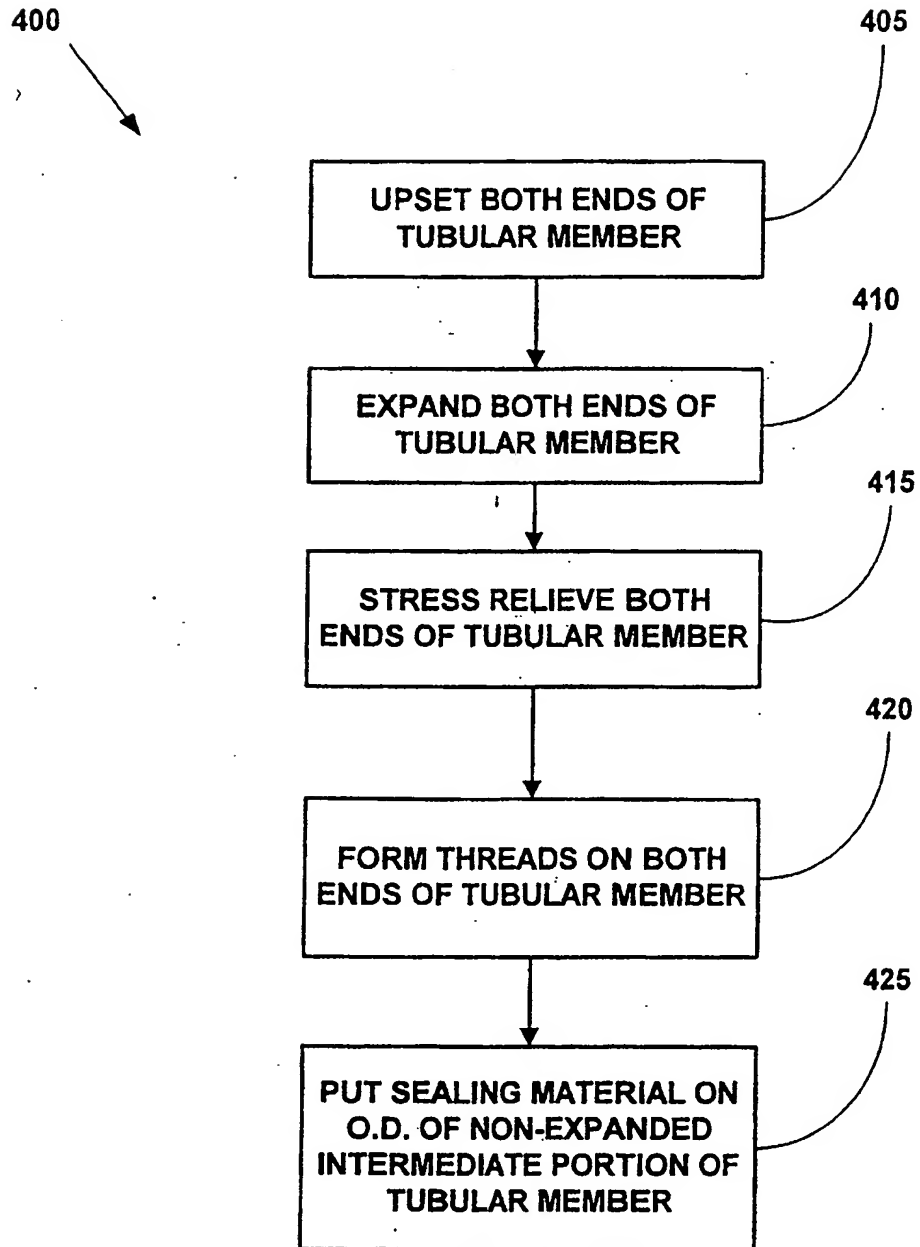 400
405
UPSET BOTH ENDS OF
TUBULAR MEMBER
410
EXPAND BOTH ENDS OF
TUBULAR MEMBER
415
STRESS RELIEVE BOTH
ENDS OF TUBULAR MEMBER
420
FORM THREADS ON BOTH
ENDS OF TUBULAR MEMBER
425
PUT SEALING MATERIAL ON
O.D. OF NON-EXPANDED
INTERMEDIATE PORTION OF
TUBULAR MEMBER